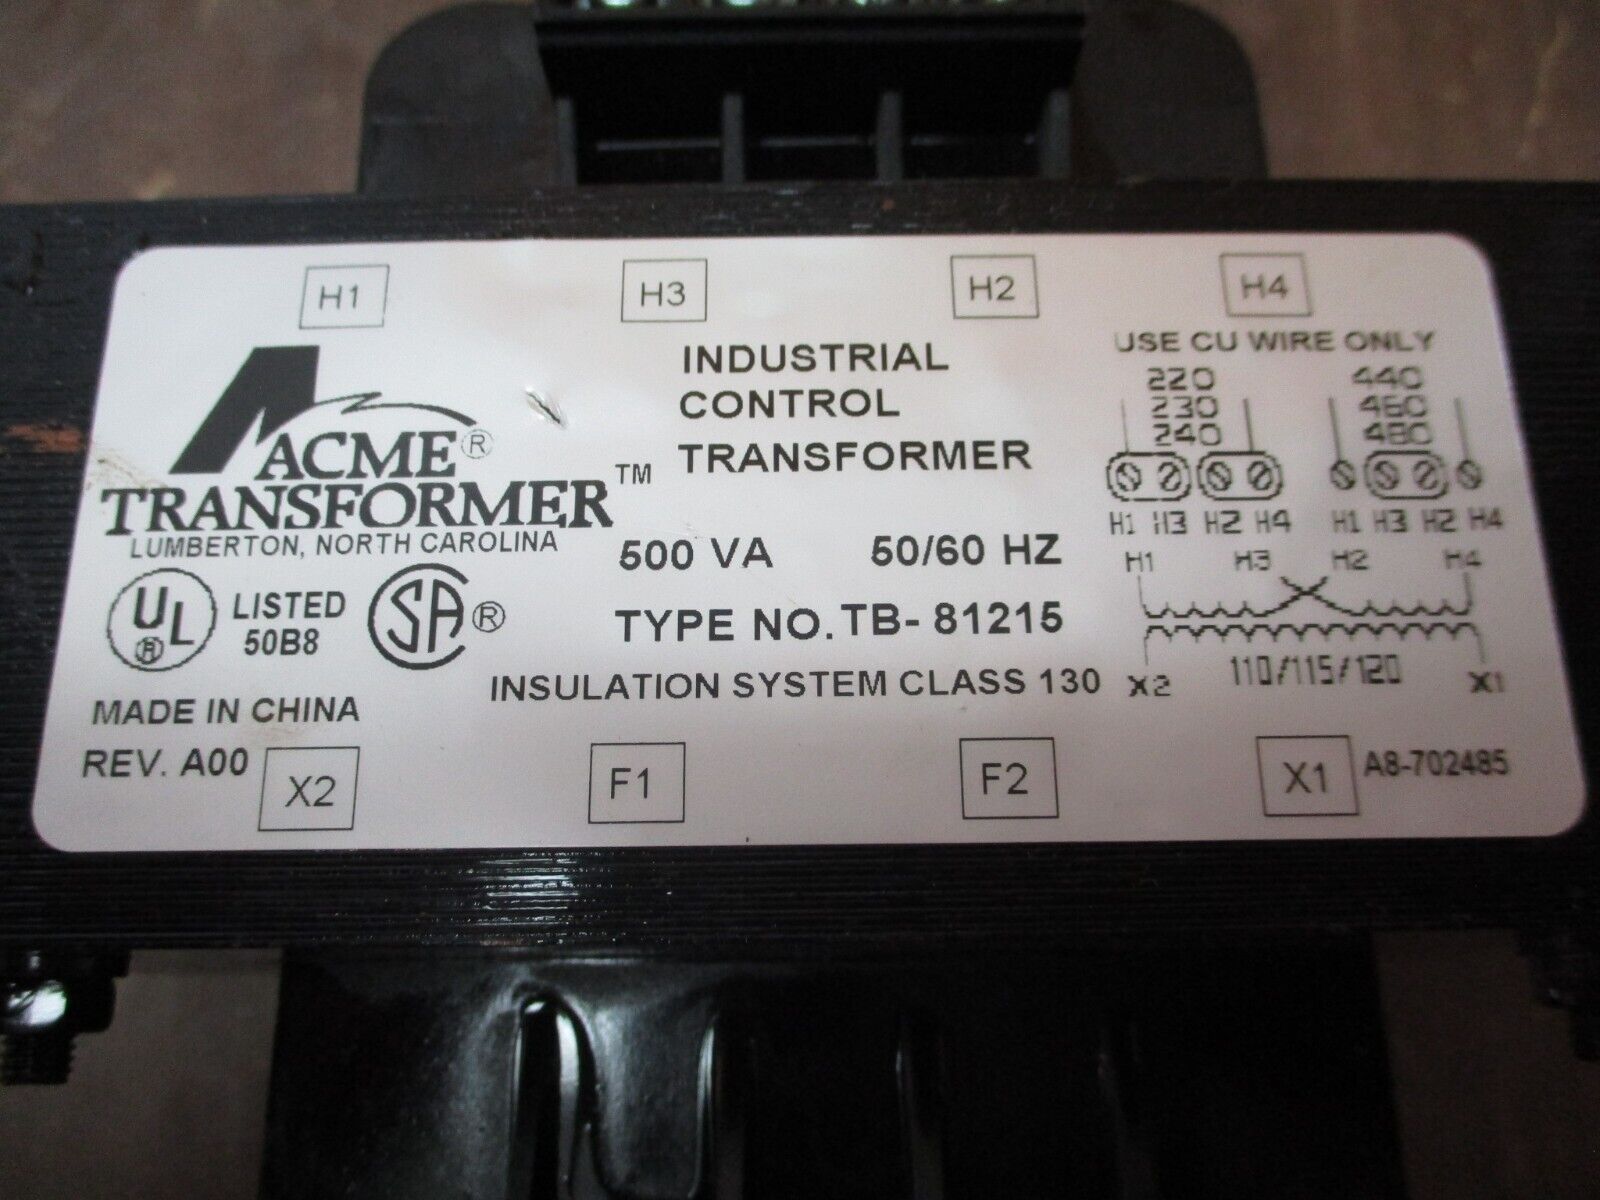 H1 H3 H2 H4
ACME®
TRANSFORMER™
LUMBERTON, NORTH CAROLINA
UL® LISTED
50B8
SA®
MADE IN CHINA
REV. A00
INDUSTRIAL
CONTROL
TRANSFORMER
500 VA 50/60 HZ
TYPE NO. TB-81215
INSULATION SYSTEM CLASS 130
USE CU WIRE ONLY
220 440
230 460
240 480
H1 H3 H2 H4 H1 H3 H2 H4
H1 H3 H2 H4
X2 110/115/120 X1
X2 F1 F2 X1
A8-702485